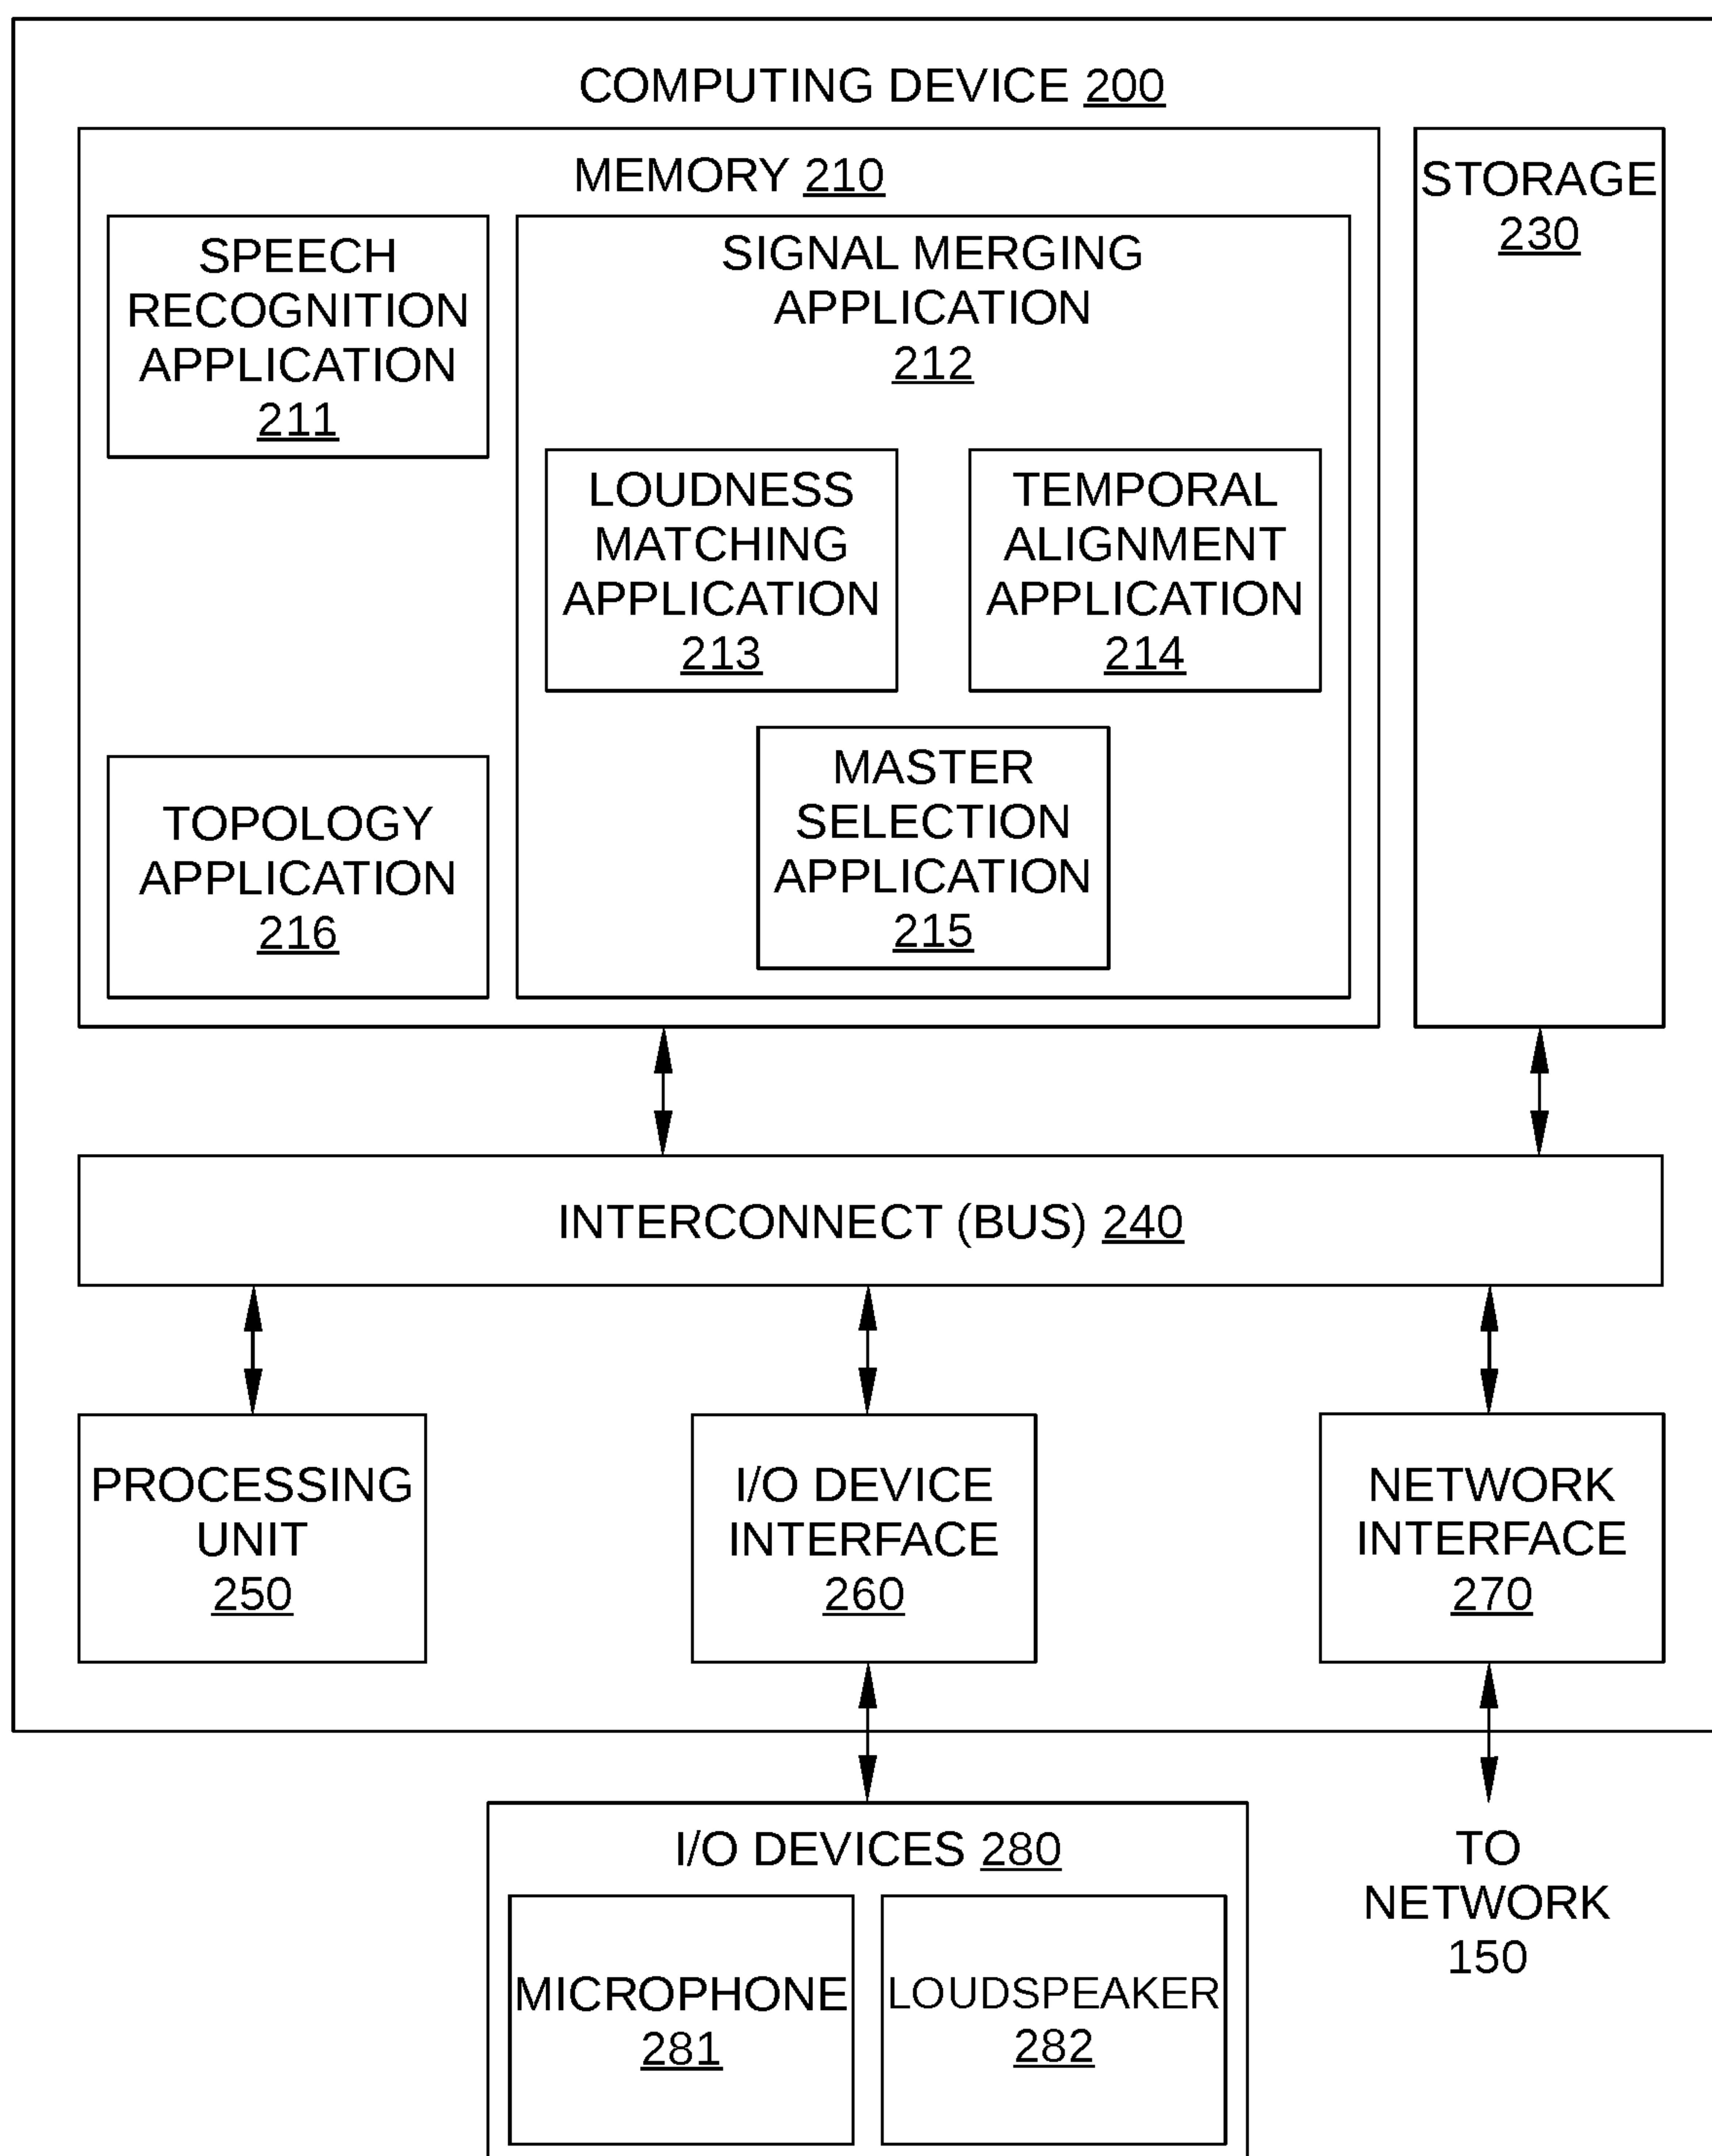 COMPUTING DEVICE 200
MEMORY 210
STORAGE
230
SPEECH
RECOGNITION
APPLICATION
211
SIGNAL MERGING
APPLICATION
212
LOUDNESS
MATCHING
APPLICATION
213
TEMPORAL
ALIGNMENT
APPLICATION
214
TOPOLOGY
APPLICATION
216
MASTER
SELECTION
APPLICATION
215
INTERCONNECT (BUS) 240
PROCESSING
UNIT
250
I/O DEVICE
INTERFACE
260
NETWORK
INTERFACE
270
I/O DEVICES 280
MICROPHONE
281
LOUDSPEAKER
282
TO
NETWORK
150